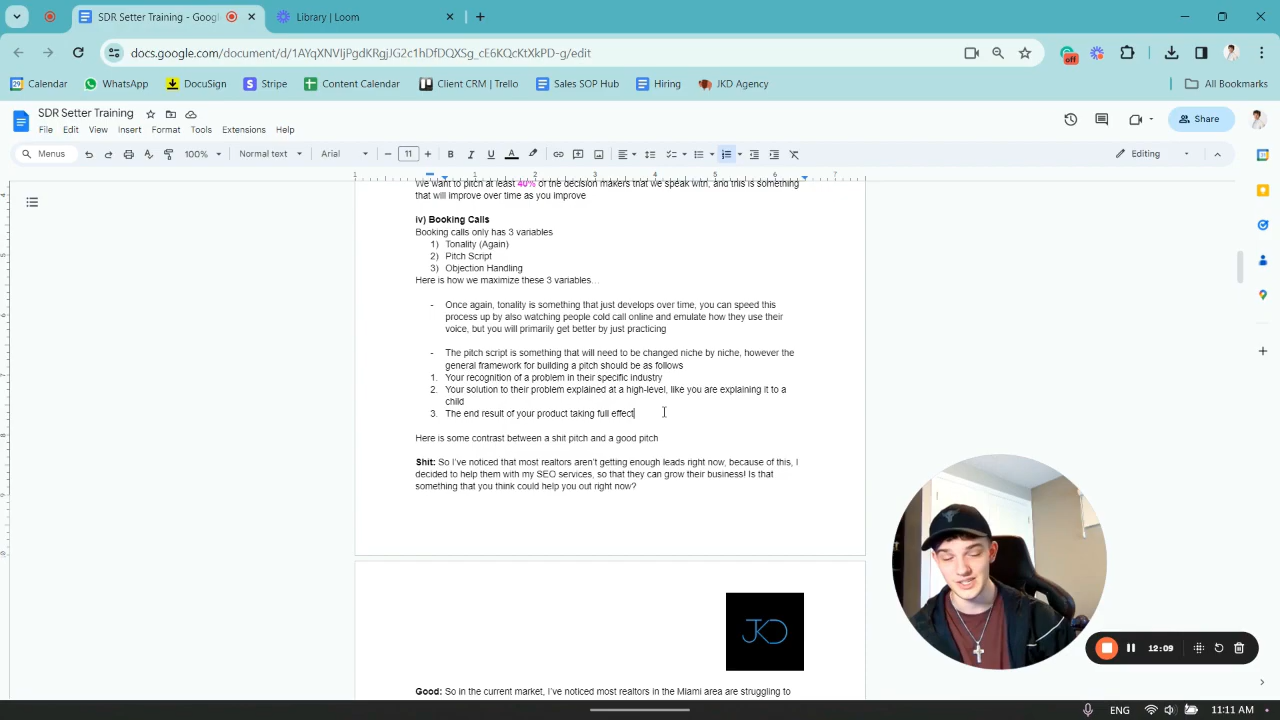 SDR Setter Training - Googl
Library | Loom
docs.google.com/document/d/1AYqXNVIjPgdKRgjJG2c1hDfDQXSg_cE6KQcKtXkPD-g/edit
off
Calendar
WhatsApp
DocuSign
Stripe
Content Calendar
Client CRM | Trello
Sales SOP Hub
Hiring
JKD Agency
All Bookmarks
SDR Setter Training
File Edit View Insert Format Tools Extensions Help
Share
Menus
100%
Normal text
Arial
11
Editing
1 1 2 3 4 5 6 7
We want to pitch at least 40% of the decision makers that we speak with, and this is something
that will improve over time as you improve
iv) Booking Calls
Booking calls only has 3 variables
1) Tonality (Again)
2) Pitch Script
3) Objection Handling
Here is how we maximize these 3 variables…
- Once again, tonality is something that just develops over time, you can speed this
process up by also watching people cold call online and emulate how they use their
voice, but you will primarily get better by just practicing
- The pitch script is something that will need to be changed niche by niche, however the
general framework for building a pitch should be as follows
1. Your recognition of a problem in their specific industry
2. Your solution to their problem explained at a high-level, like you are explaining it to a
child
3. The end result of your product taking full effect
Here is some contrast between a shit pitch and a good pitch
Shit: So I've noticed that most realtors aren't getting enough leads right now, because of this, I
decided to help them with my SEO services, so that they can grow their business! Is that
something that you think could help you out right now?
JKD
Good: So in the current market, I've noticed most realtors in the Miami area are struggling to
12:09
ENG
11:11 AM